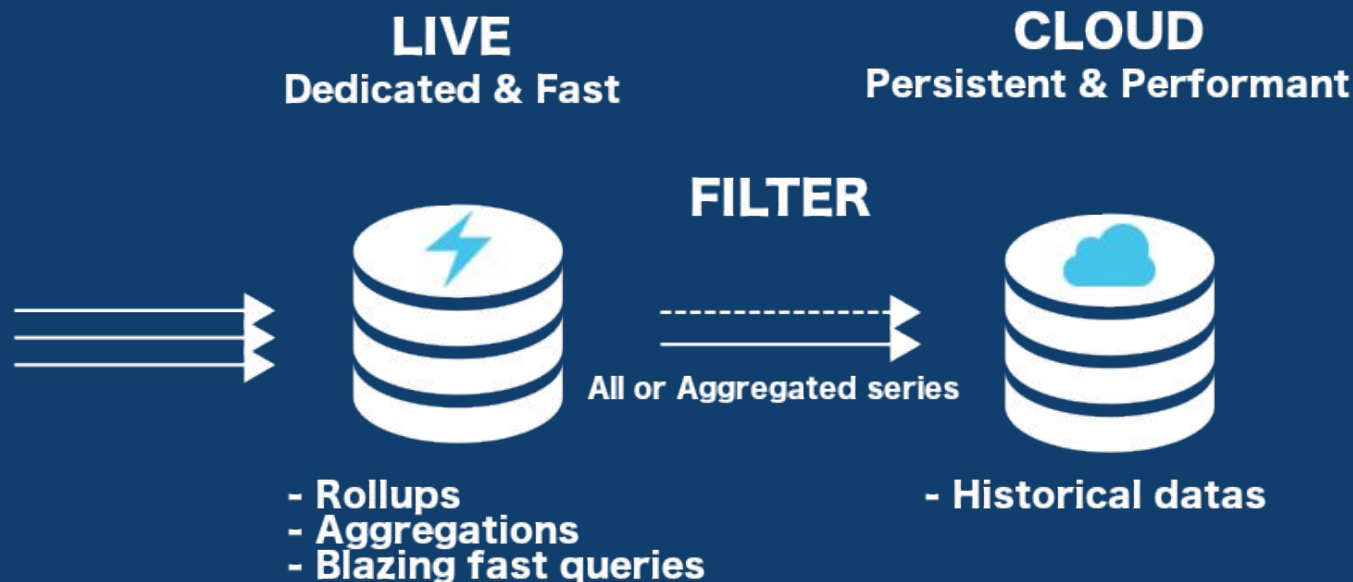 LIVE
Dedicated & Fast
CLOUD
Persistent & Performant
FILTER
All or Aggregated series
- Rollups
- Aggregations
- Blazing fast queries
- Historical datas